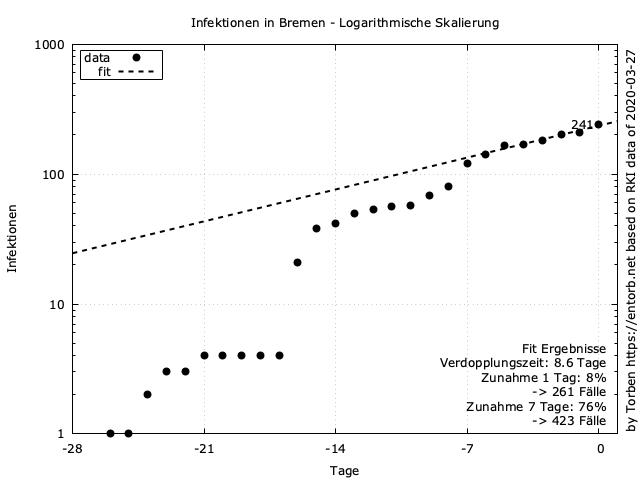 Infektionen in Bremen - Logarithmische Skalierung
1000
100
10
1
-28
-21
-14
-7
0
Infektionen
Tage
data
fit
241
Fit Ergebnisse
Verdopplungszeit: 8.6 Tage
Zunahme 1 Tag: 8%
-> 261 Fälle
Zunahme 7 Tage: 76%
-> 423 Fälle
by Torben https://entorb.net based on RKI data of 2020-03-27